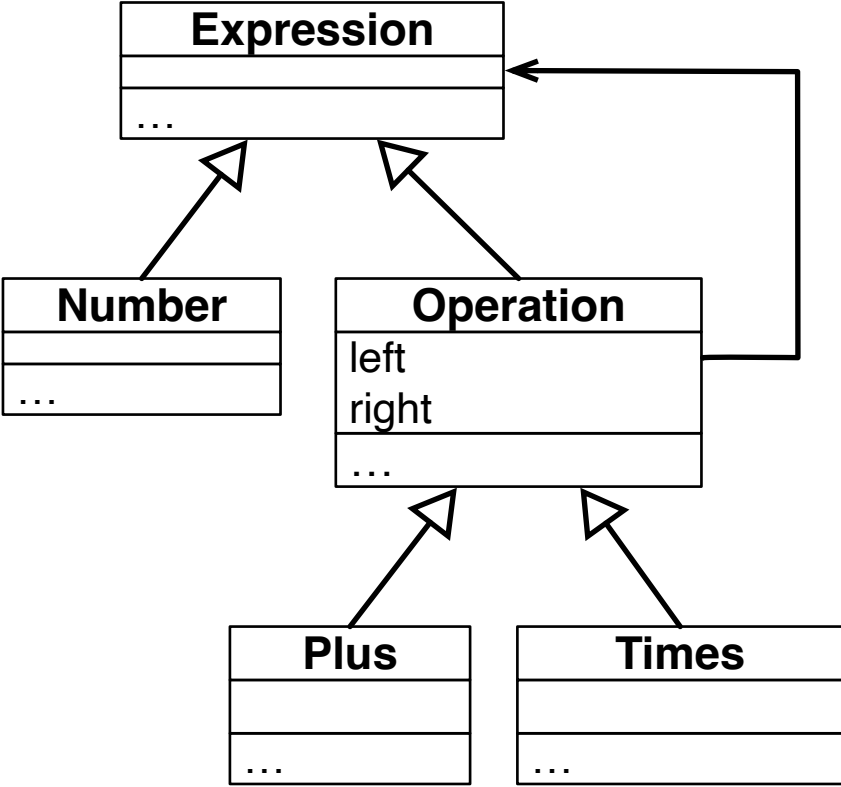 Expression
...
Number
...
Operation
left
right
...
Plus
...
Times
...